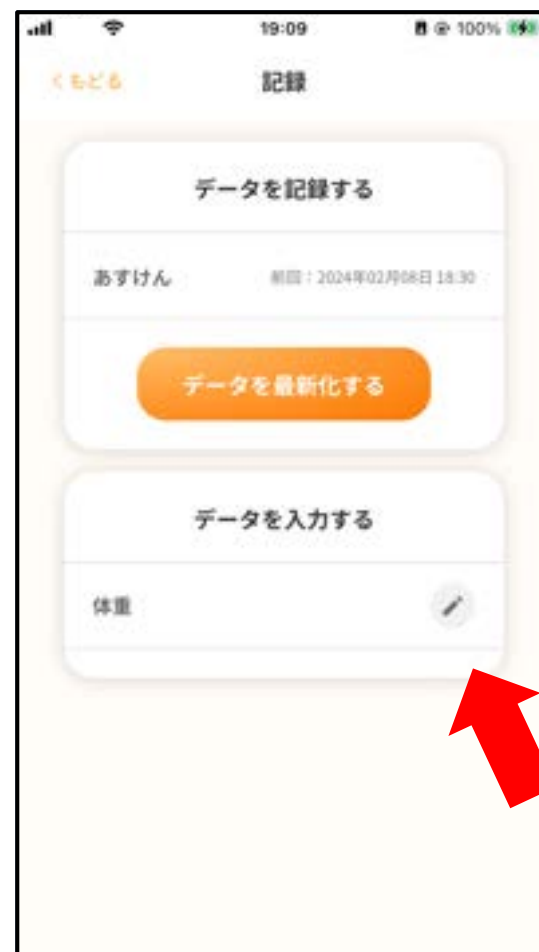 19:09 100%
くもどる 記録
データを記録する
あすけん 前回：2024年02月08日 18:30
データを最新化する
データを入力する
体重